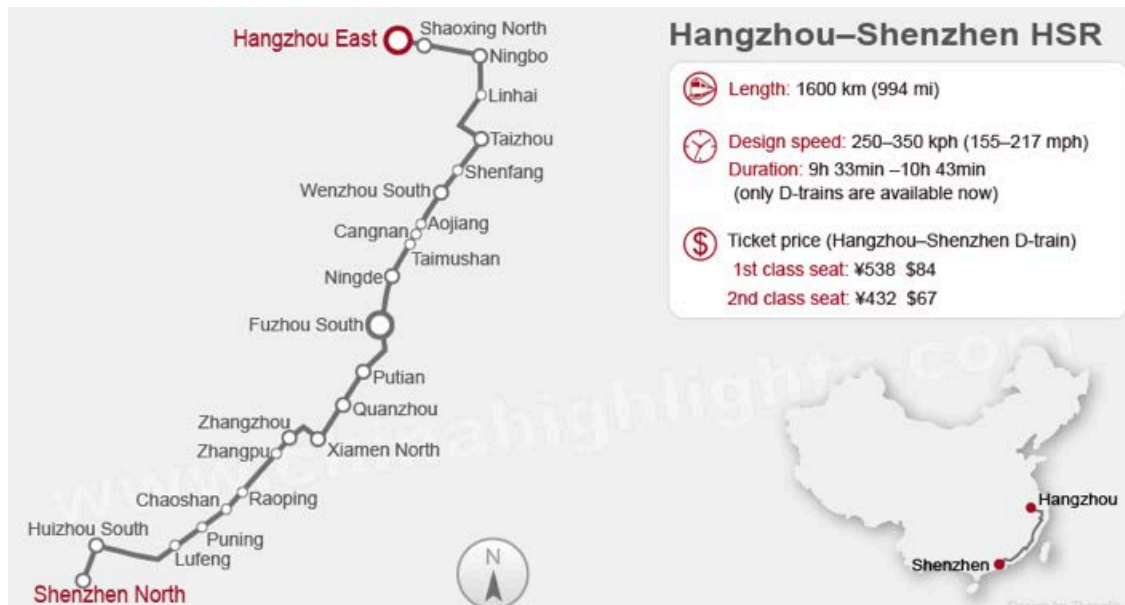 Hangzhou East
Shaoxing North
Ningbo
Linhai
Taizhou
Shenfang
Wenzhou South
Aojiang
Cangnan
Taimushan
Ningde
Fuzhou South
Putian
Quanzhou
Zhangzhou
Xiamen North
Zhangpu
Raoping
Chaoshan
Puning
Huizhou South
Lufeng
Shenzhen North
N
Hangzhou–Shenzhen HSR
Length: 1600 km (994 mi)
Design speed: 250–350 kph (155–217 mph)
Duration: 9h 33min –10h 43min
(only D-trains are available now)
$
Ticket price (Hangzhou–Shenzhen D-train)
1st class seat: ¥538 $84
2nd class seat: ¥432 $67
Hangzhou
Shenzhen
www.chinahighlights.com